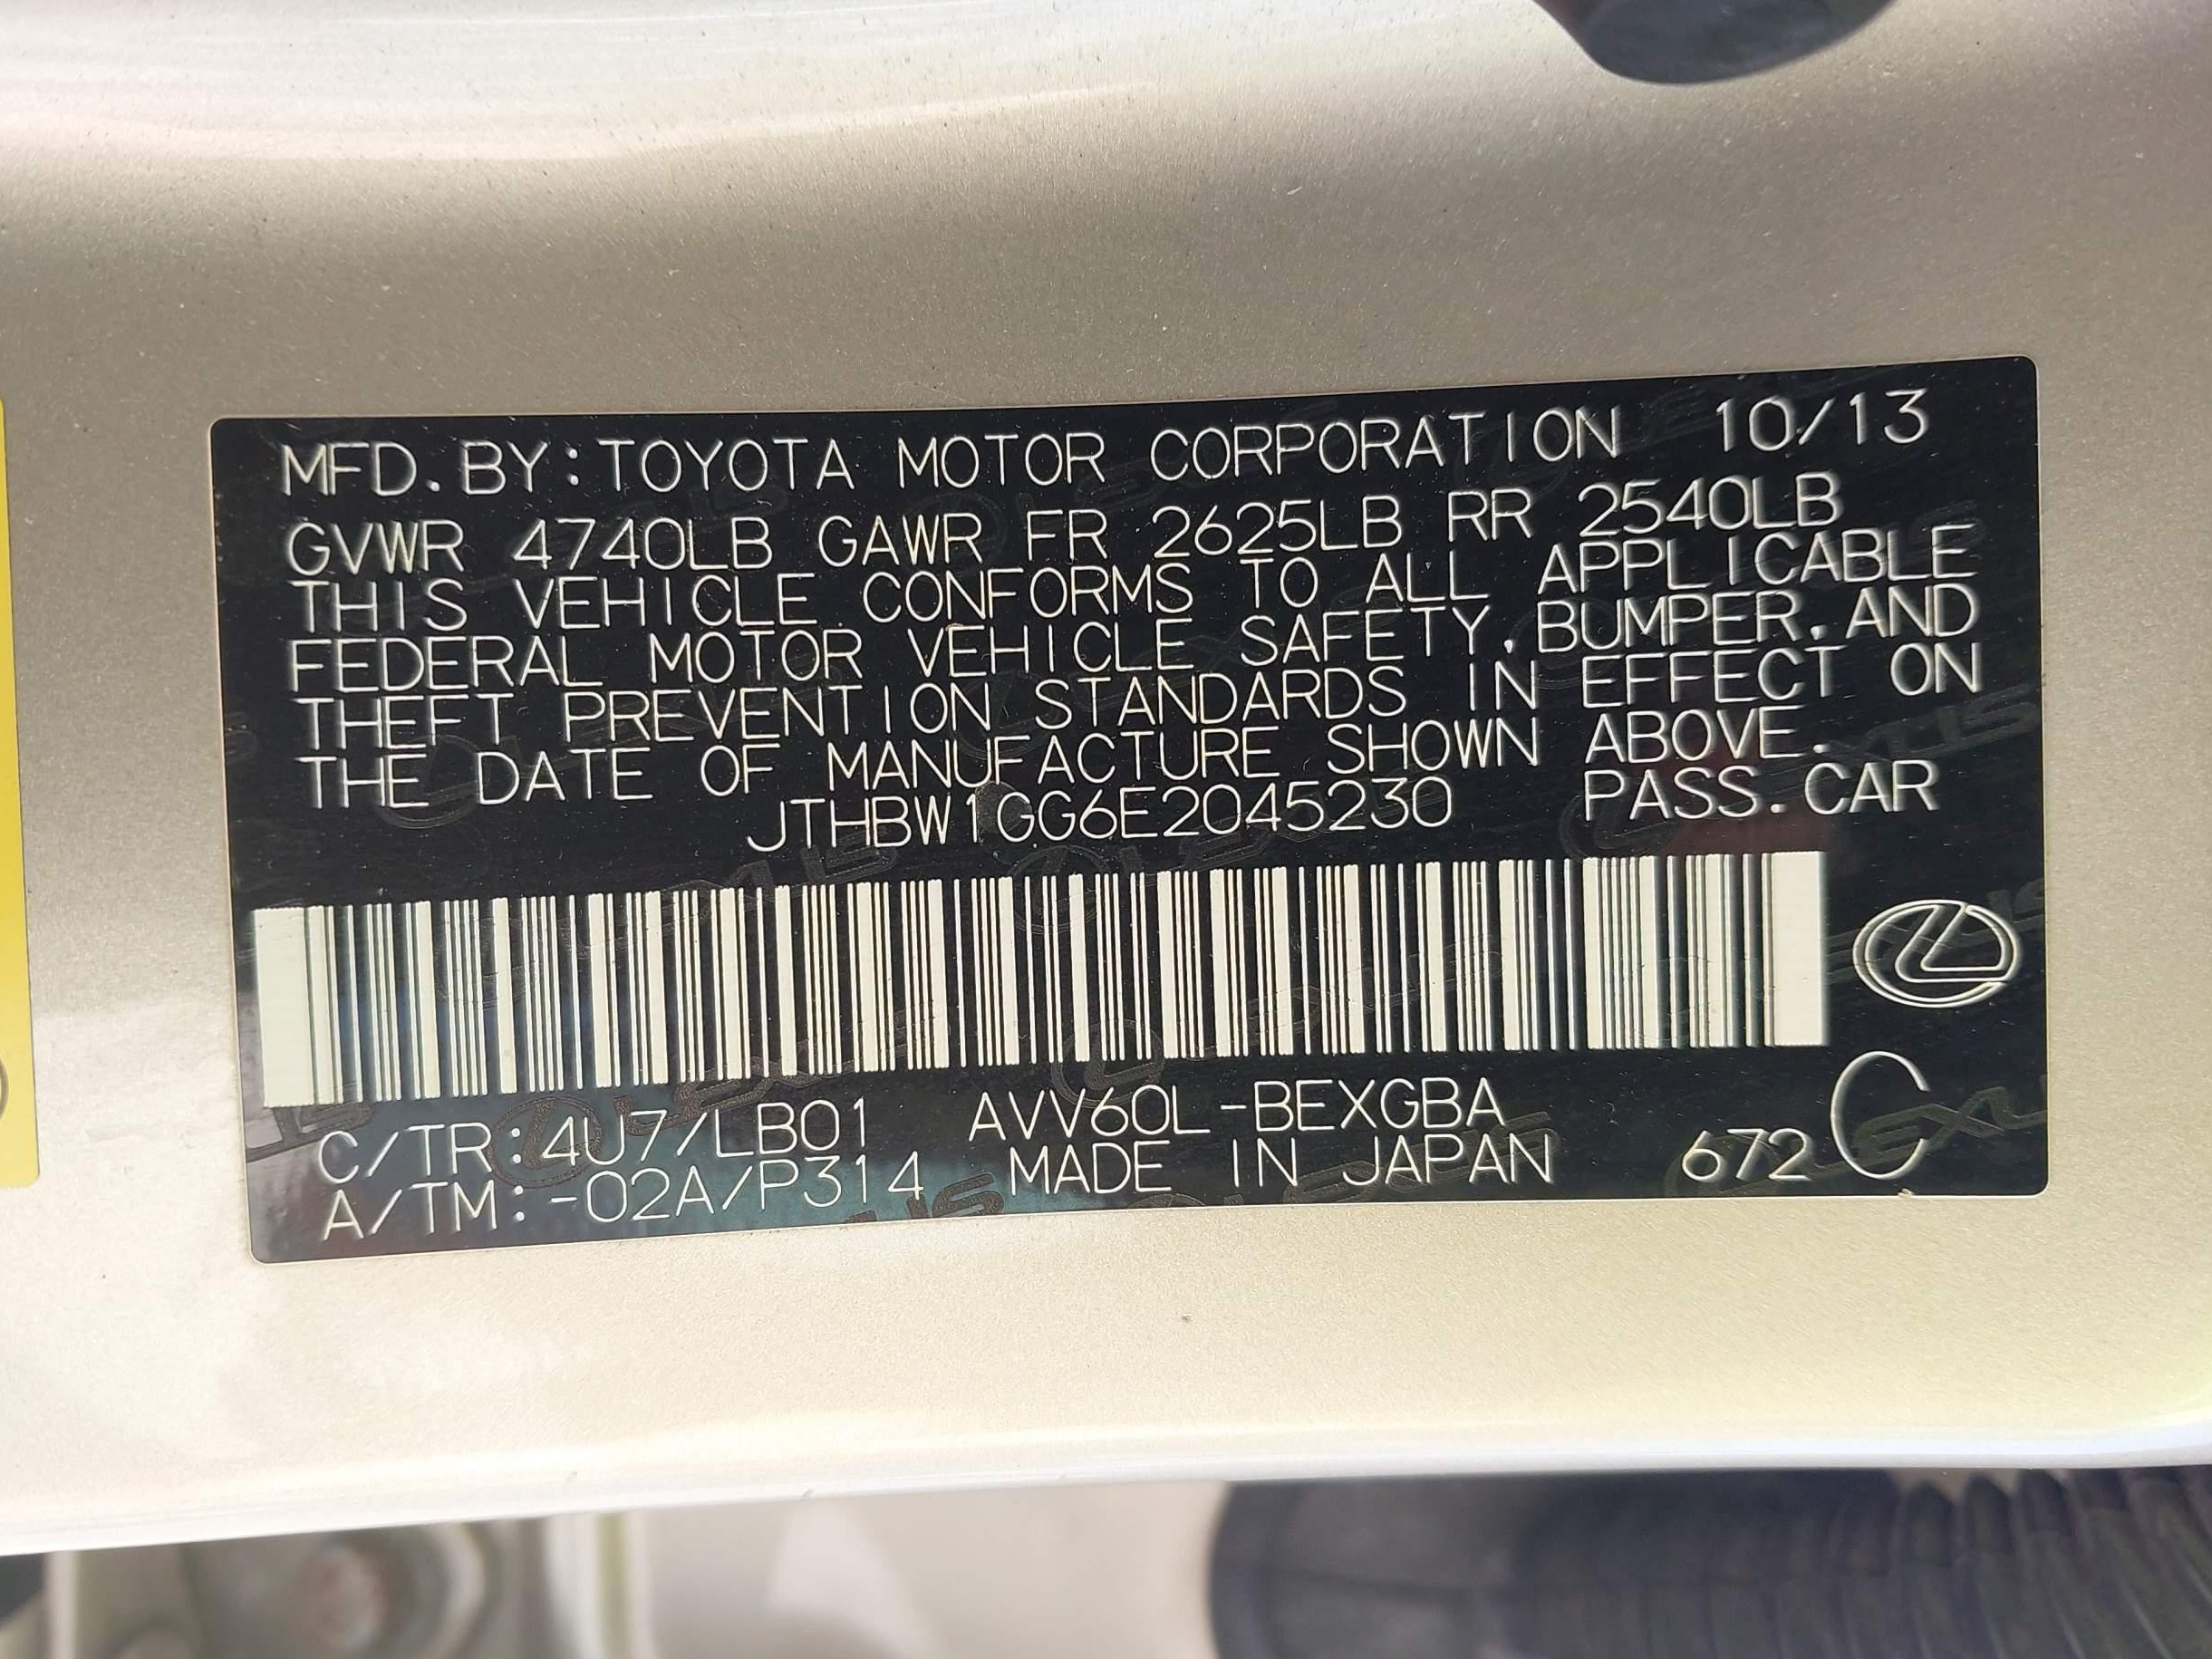 MFD. BY: TOYOTA MOTOR CORPORATION 10/13
GVWR 4740LB GAWR FR 2625LB RR 2540LB
THIS VEHICLE CONFORMS TO ALL APPLICABLE
FEDERAL MOTOR VEHICLE SAFETY, BUMPER, AND
THEFT PREVENTION STANDARDS IN EFFECT ON
THE DATE OF MANUFACTURE SHOWN ABOVE.
JTHBW1GG6E2045230 PASS. CAR
C/TR: 4U7/LB01 AVV60L-BEXGBA
A/TM: -02A/P314 MADE IN JAPAN 672 C